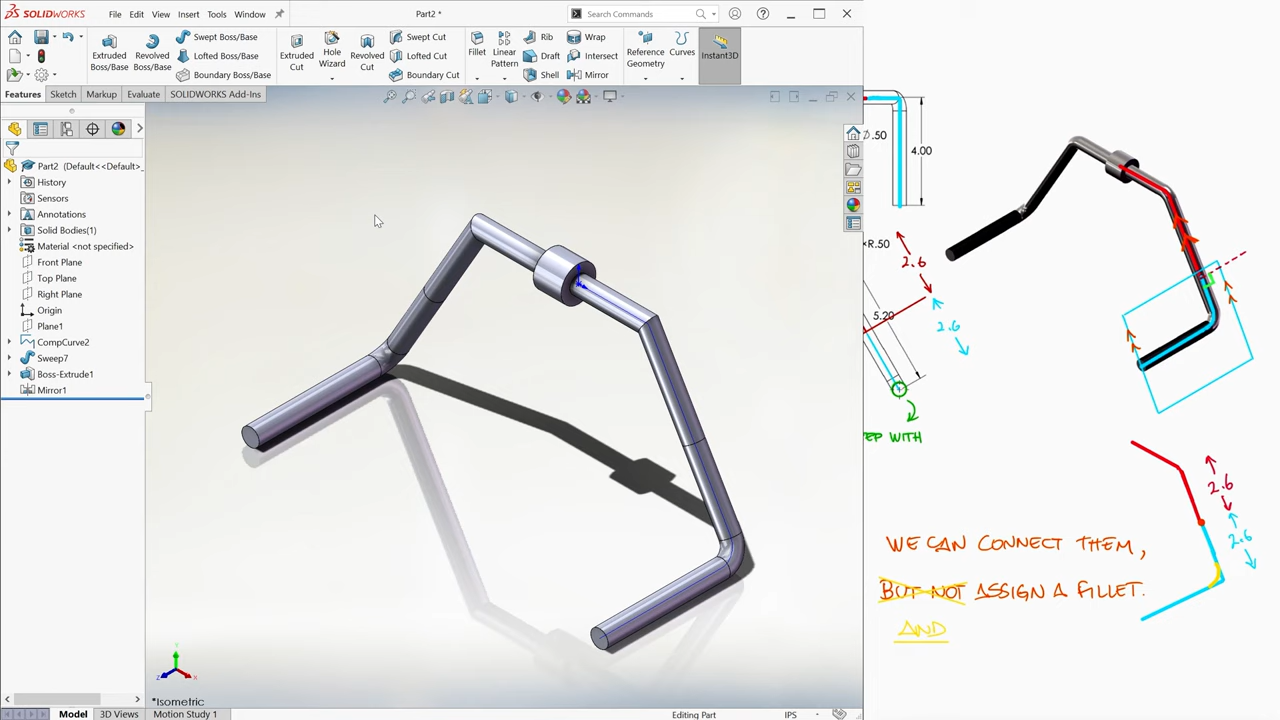 SOLIDWORKS
File
Edit
View
Insert
Tools
Window
Part2 *
Search Commands
Extruded Boss/Base
Revolved Boss/Base
Swept Boss/Base
Lofted Boss/Base
Boundary Boss/Base
Extruded Cut
Hole Wizard
Revolved Cut
Swept Cut
Lofted Cut
Boundary Cut
Fillet
Linear Pattern
Rib
Draft
Shell
Wrap
Intersect
Mirror
Reference Geometry
Curves
Instant3D
Features
Sketch
Markup
Evaluate
SOLIDWORKS Add-Ins
Part2 (Default<<Default>_
History
Sensors
Annotations
Solid Bodies(1)
Material <not specified>
Front Plane
Top Plane
Right Plane
Origin
Plane1
CompCurve2
Sweep7
Boss-Extrude1
Mirror1
*Isometric
Y
Z
X
Model
3D Views
Motion Study 1
Editing Part
IPS
.50
4.00
×R.50
2.6
5.20
2.6
EP WITH
2.6
2.6
WE CAN CONNECT THEM,
BUT NOT ASSIGN A FILLET.
AND